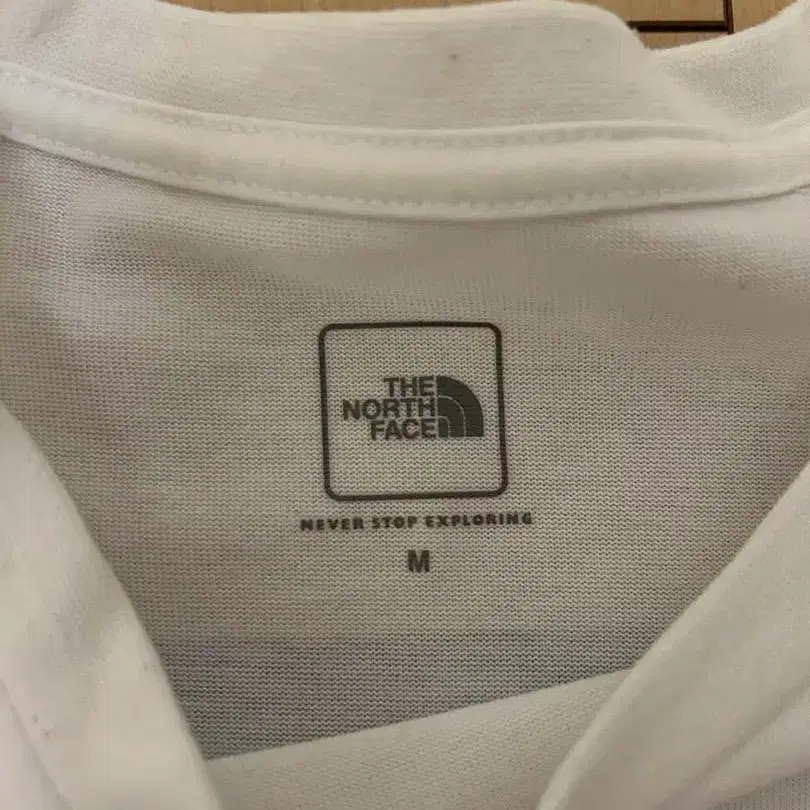 THE
NORTH
FACE
NEVER STOP EXPLORING
M